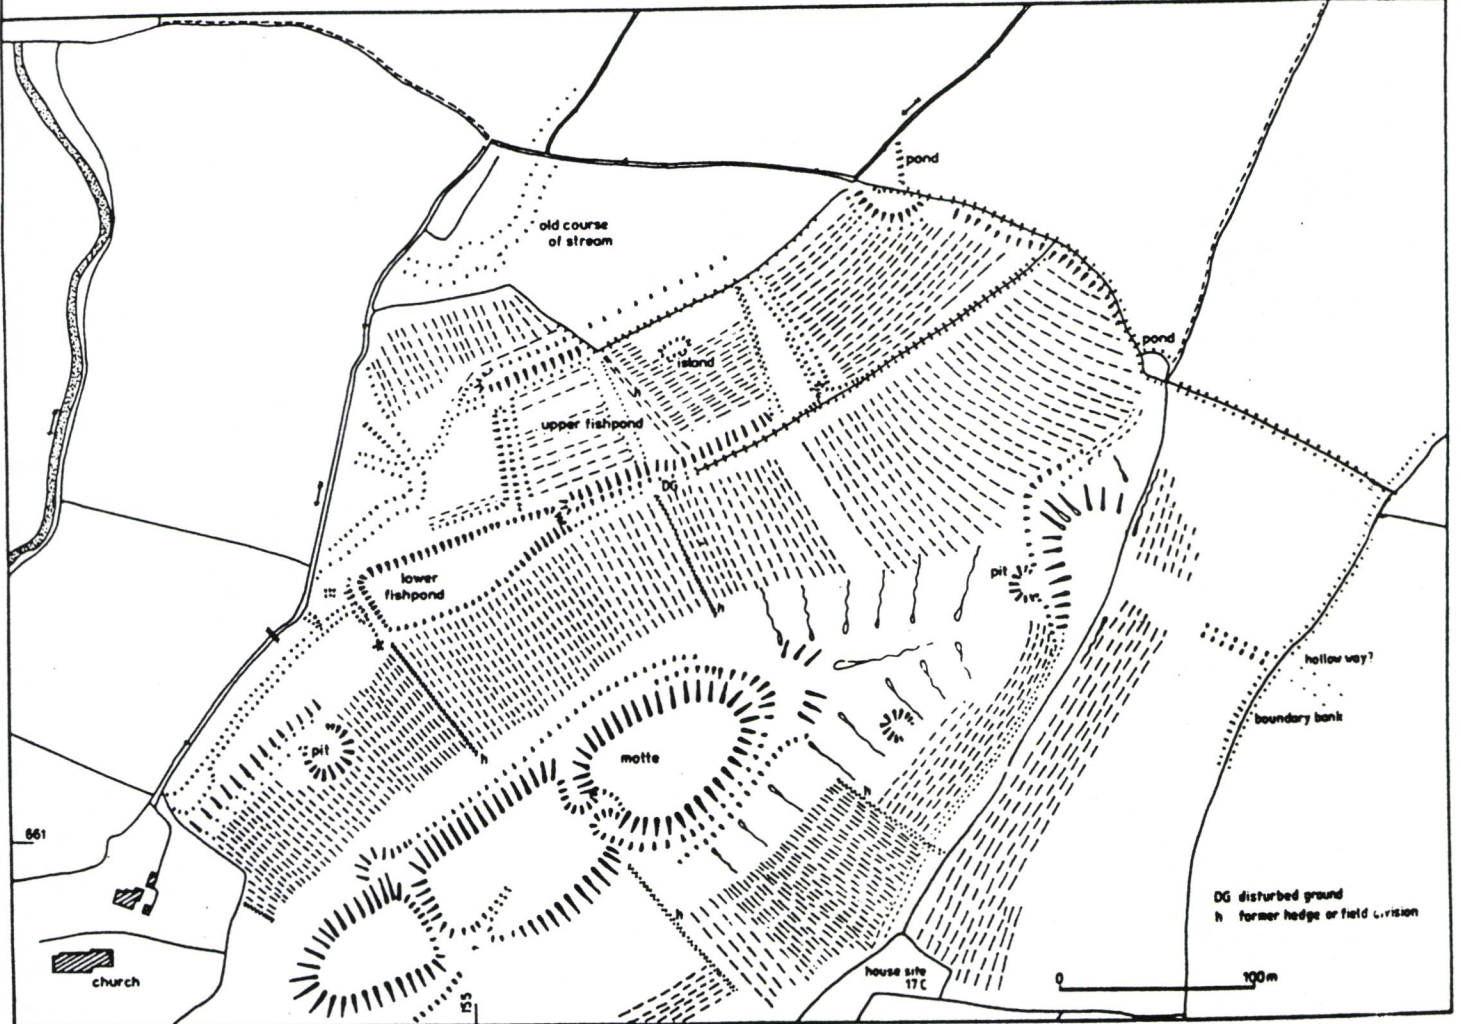 pond
old course
of stream
pond
island
h
upper fishpond
DG
lower
fishpond
pit
h
hollow way?
boundary bank
pit
h
motte
h
661
DG disturbed ground
h former hedge or field division
h
house site
17C
0 100m
church
155